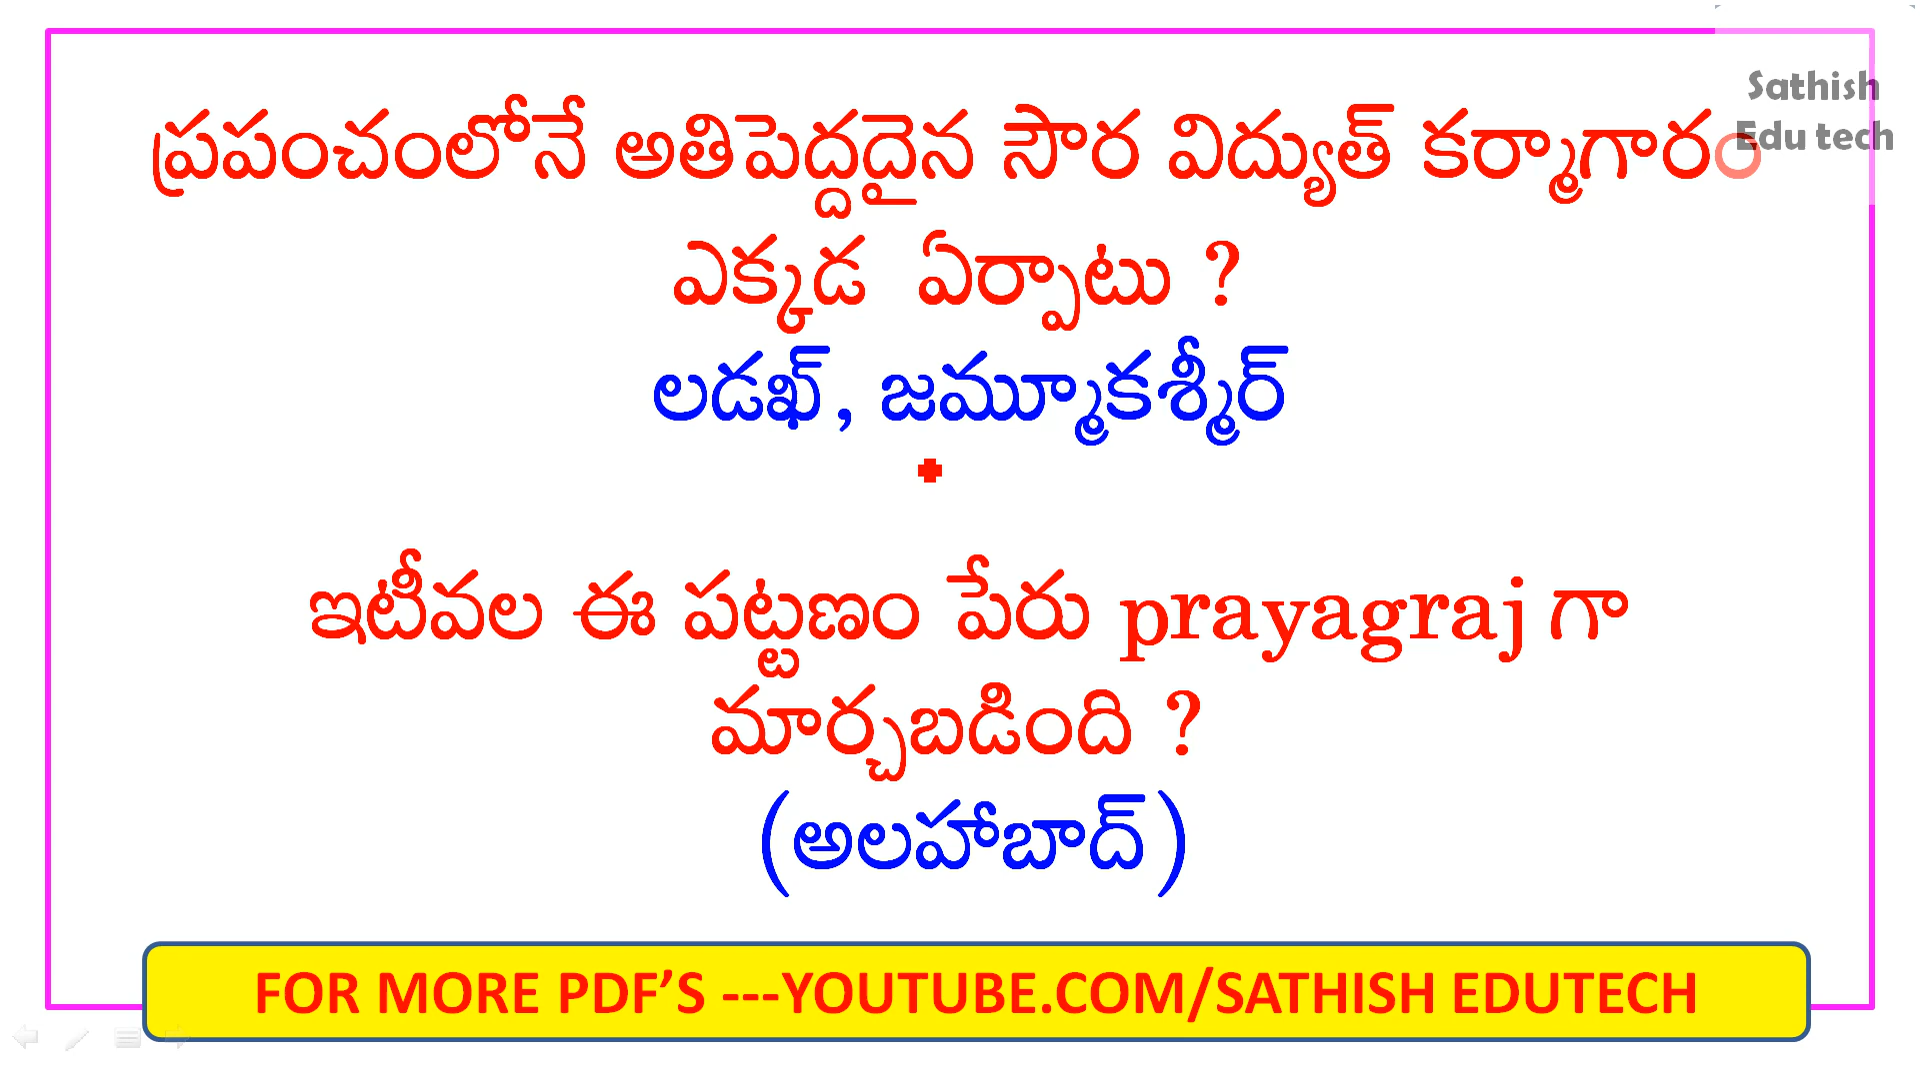 Sathish
Edu tech
ప్రపంచంలోనే అతిపెద్దదైన సౌర విద్యుత్ కర్మాగారం
ఎక్కడ ఏర్పాటు ?
లడఖ్, జమ్మూకశ్మీర్
ఇటీవల ఈ పట్టణం పేరు prayagraj గా
మార్చబడింది ?
(అలహాబాద్)
FOR MORE PDF’S ---YOUTUBE.COM/SATHISH EDUTECH